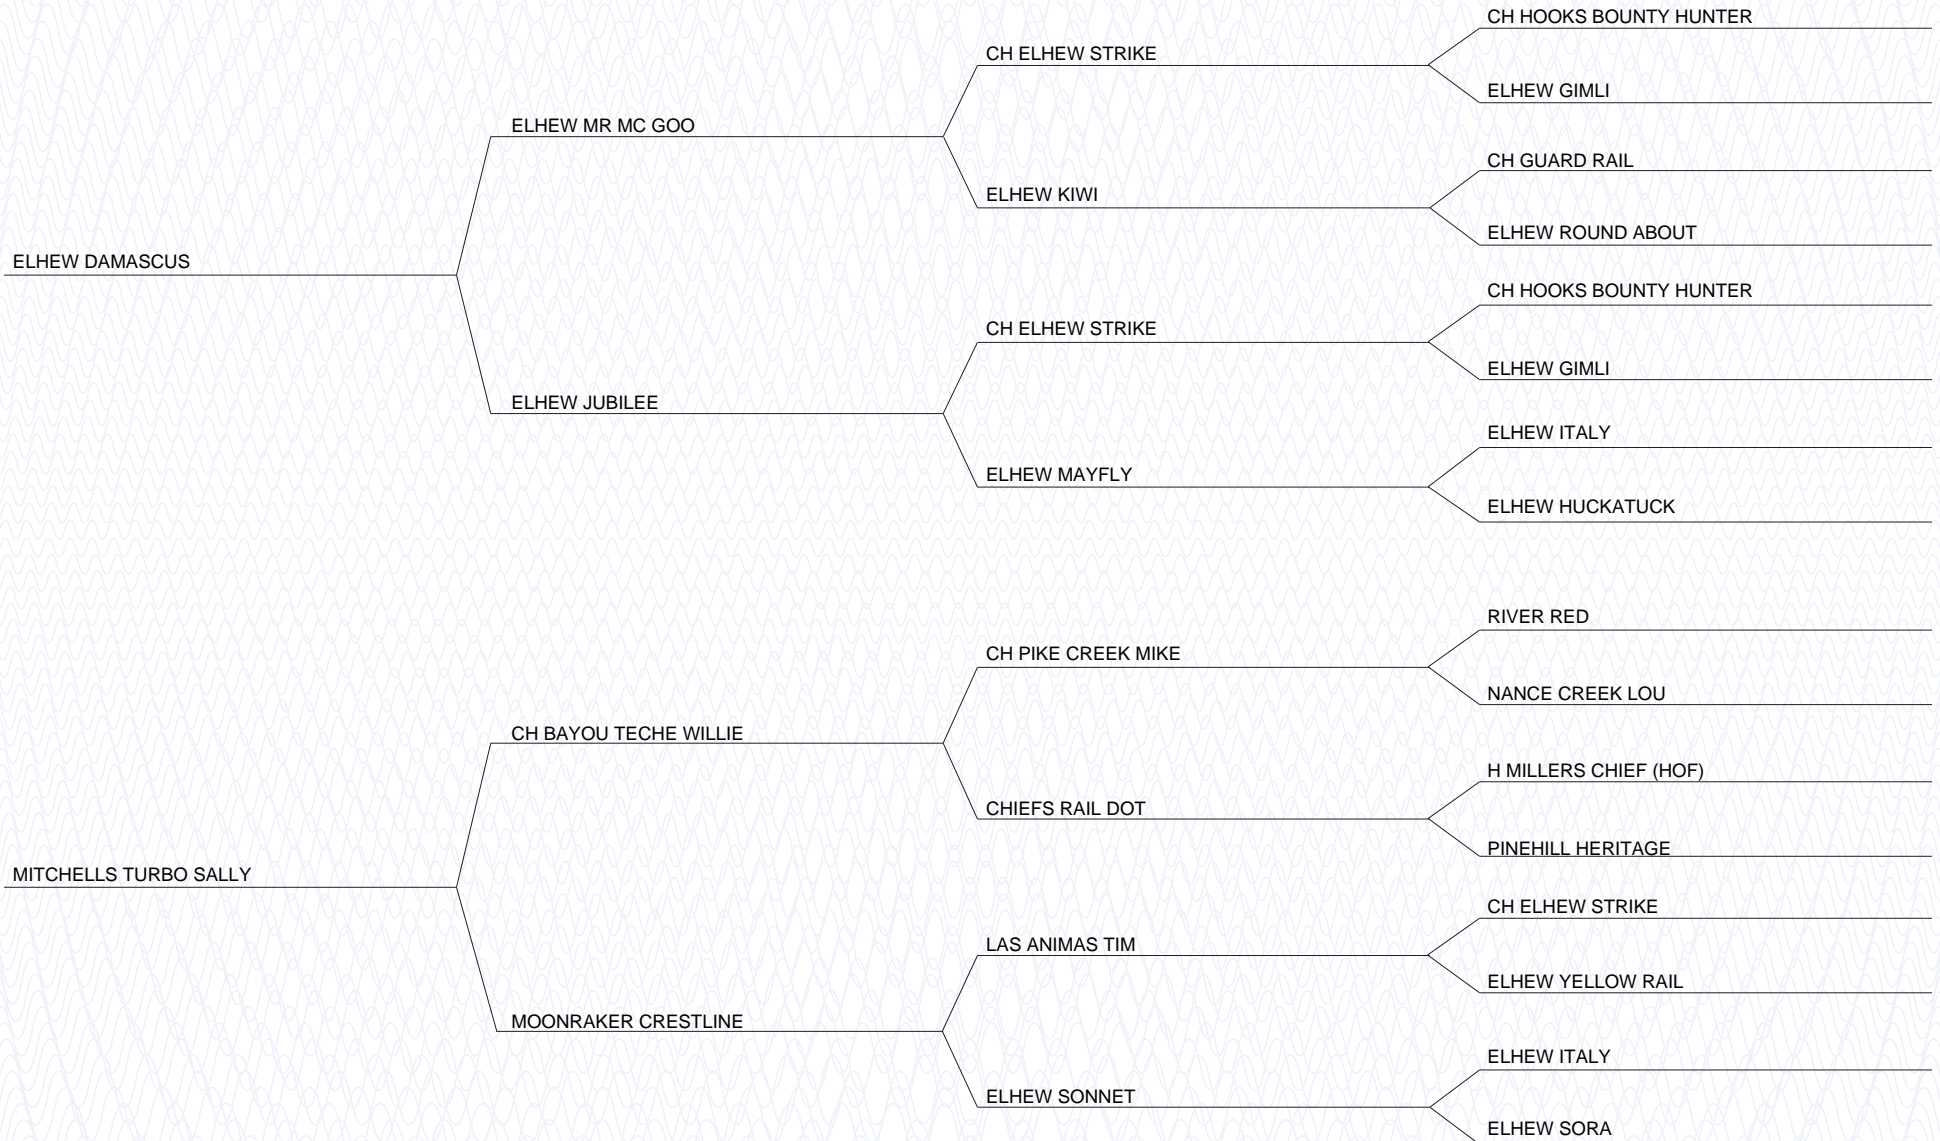 CH HOOKS BOUNTY HUNTER
CH ELHEW STRIKE
ELHEW GIMLI
ELHEW MR MC GOO
CH GUARD RAIL
ELHEW KIWI
ELHEW ROUND ABOUT
ELHEW DAMASCUS
CH HOOKS BOUNTY HUNTER
CH ELHEW STRIKE
ELHEW GIMLI
ELHEW JUBILEE
ELHEW ITALY
ELHEW MAYFLY
ELHEW HUCKATUCK
RIVER RED
CH PIKE CREEK MIKE
NANCE CREEK LOU
CH BAYOU TECHE WILLIE
H MILLERS CHIEF (HOF)
CHIEFS RAIL DOT
PINEHILL HERITAGE
MITCHELLS TURBO SALLY
CH ELHEW STRIKE
LAS ANIMAS TIM
ELHEW YELLOW RAIL
MOONRAKER CRESTLINE
ELHEW ITALY
ELHEW SONNET
ELHEW SORA